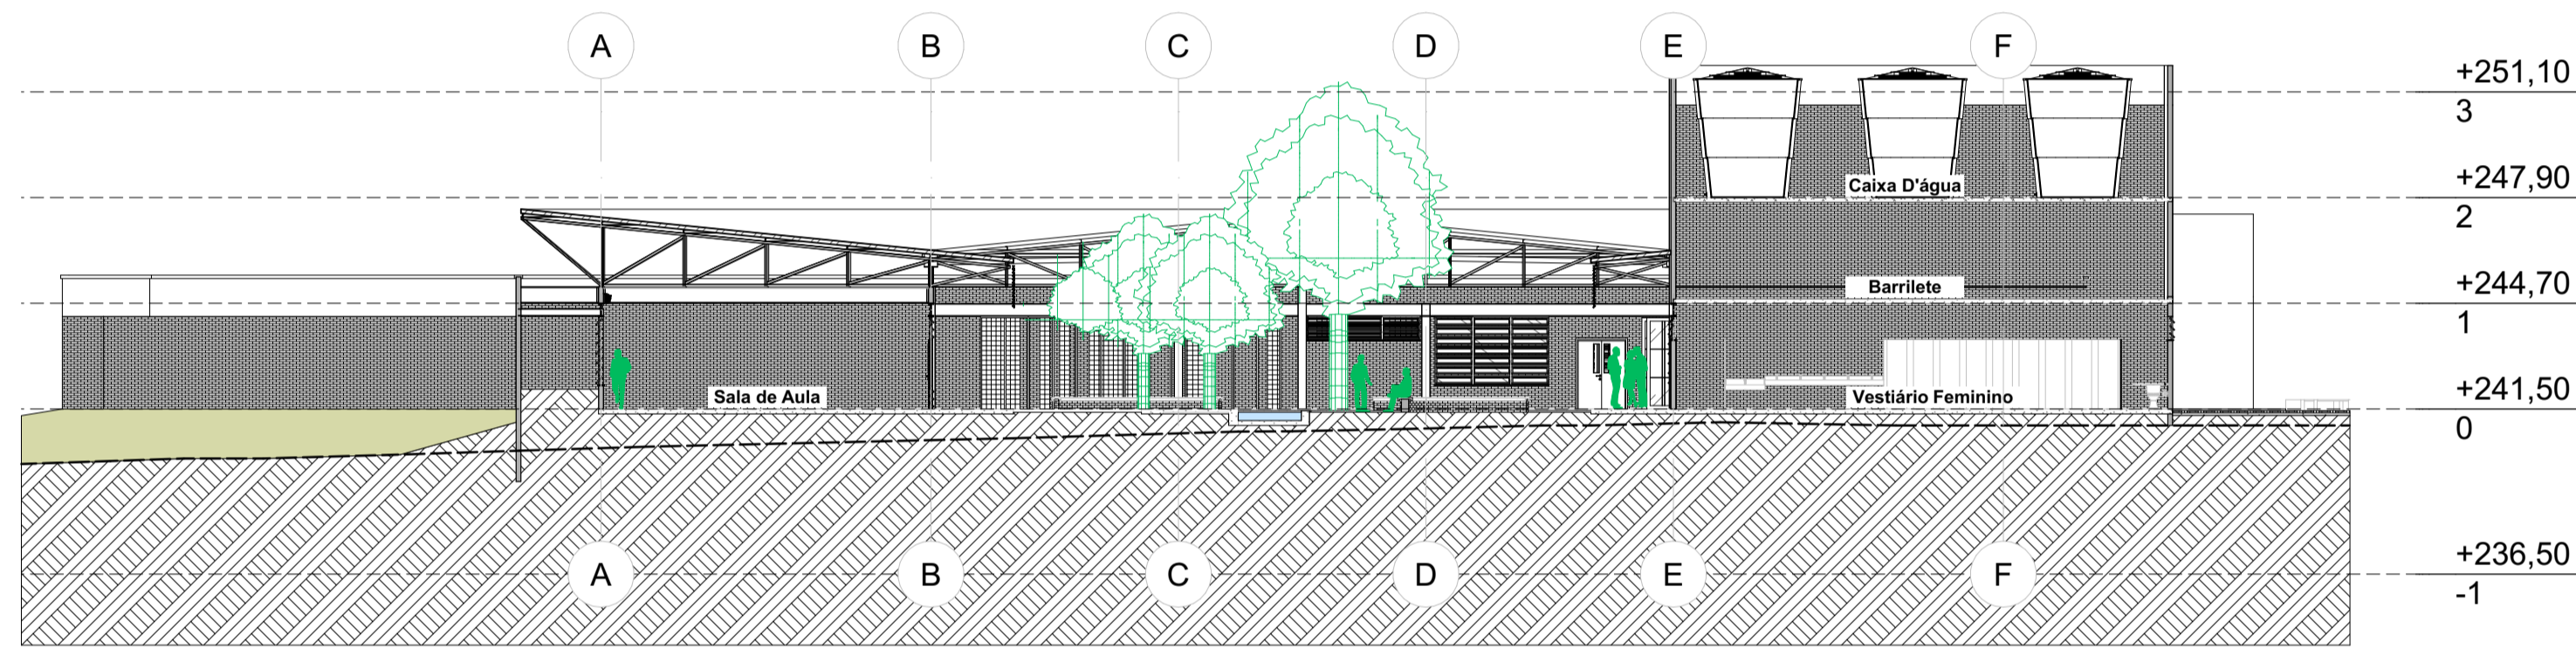 A B C D E F
+251,10
3
Caixa D'água
+247,90
2
Barrilete
+244,70
1
Sala de Aula
Vestiário Feminino
+241,50
0
A B C D E F
+236,50
-1